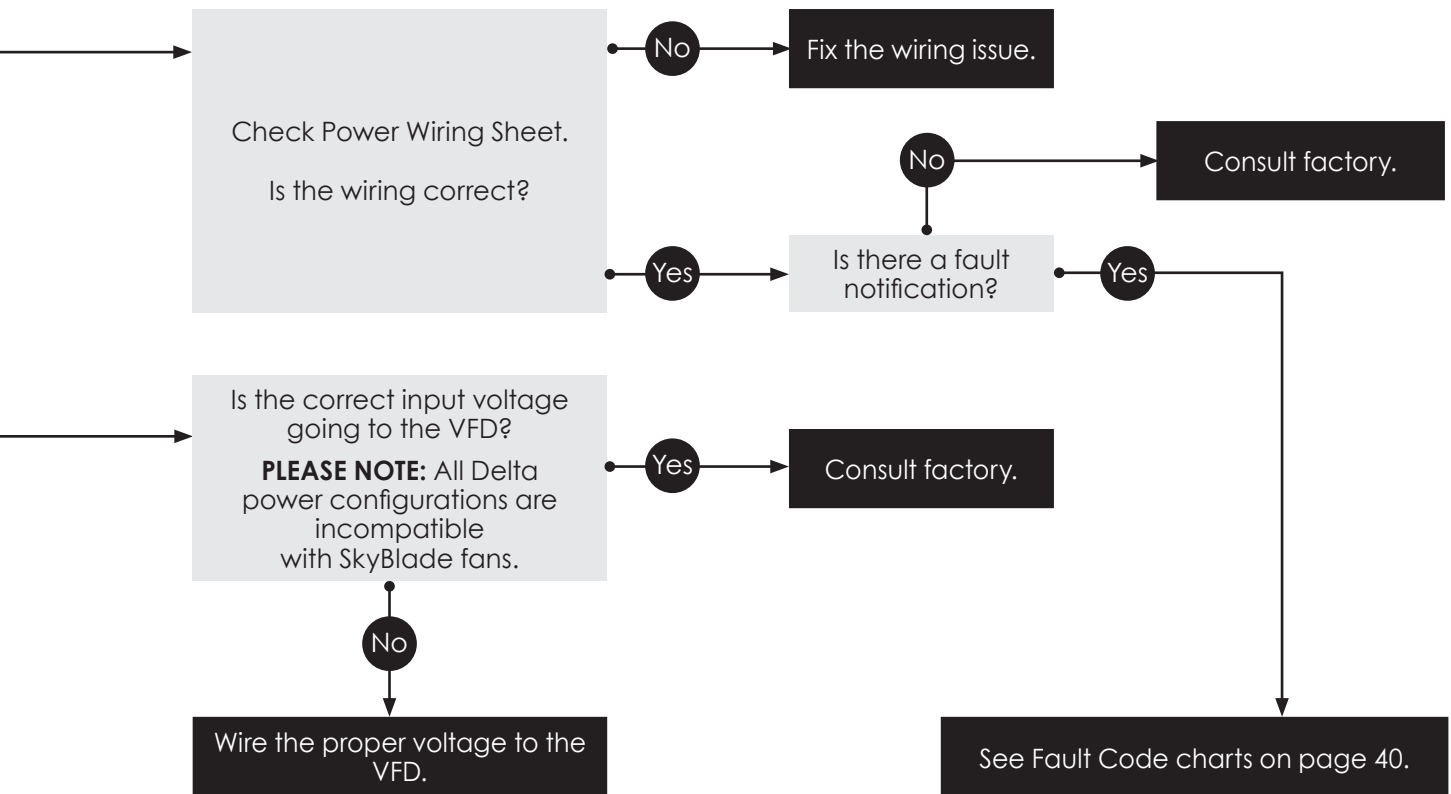 No
Fix the wiring issue.
Check Power Wiring Sheet.
Is the wiring correct?
No
Consult factory.
Yes
Is there a fault
notification?
Yes
Is the correct input voltage
going to the VFD?
PLEASE NOTE: All Delta
power configurations are
incompatible
with SkyBlade fans.
Yes
Consult factory.
No
Wire the proper voltage to the
VFD.
See Fault Code charts on page 40.